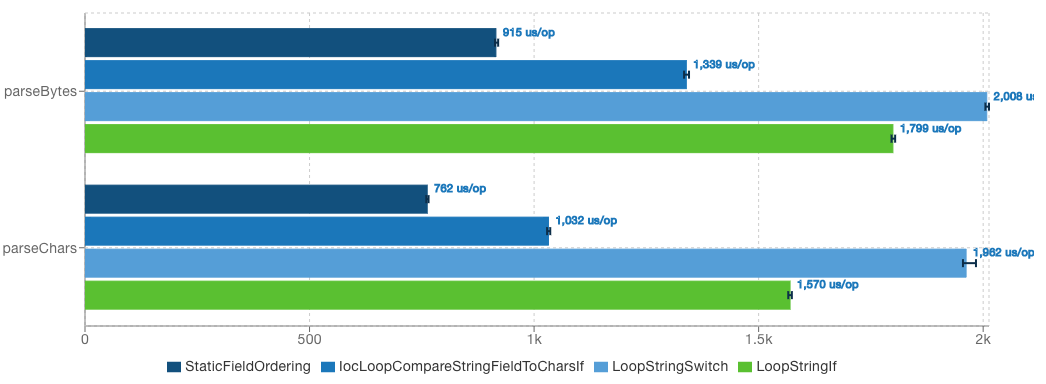 915 us/op
1,339 us/op
parseBytes
2,008 us
1,799 us/op
762 us/op
1,032 us/op
parseChars
1,962 us/op
1,570 us/op
0 500 1k 1.5k 2k
StaticFieldOrdering IocLoopCompareStringFieldToCharsIf LoopStringSwitch LoopStringIf